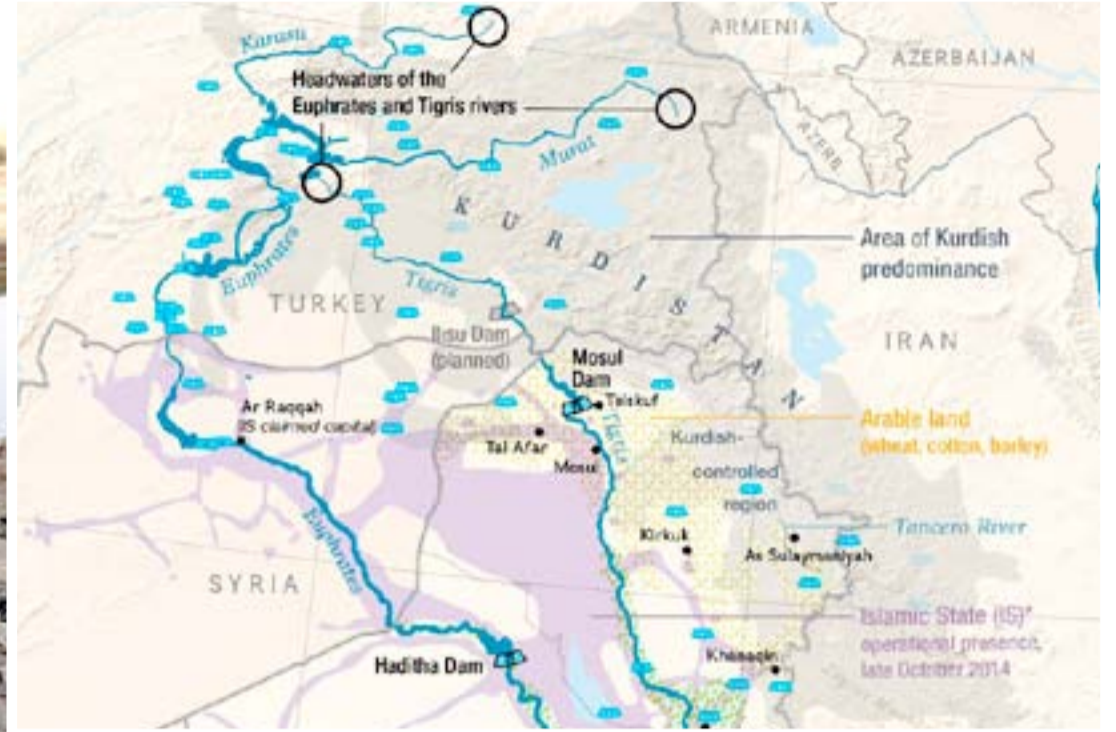 ARMENIA
AZERBAIJAN
Karasu
Headwaters of the
Euphrates and Tigris rivers
AZERB.
Murat
KURDISTAN
Area of Kurdish
predominance
Euphrates
Tigris
TURKEY
IRAN
Ilisu Dam
(planned)
Mosul
Dam
Telskuf
Ar Raqqah
(IS claimed capital)
Tigris
Arable land
(wheat, cotton, barley)
Tal Afar
Mosul
Kurdish-
controlled
region
Euphrates
Kirkuk
Tancero River
As Sulaymaniyah
SYRIA
Islamic State (IS)*
operational presence,
late October 2014
Haditha Dam
Khanaqin